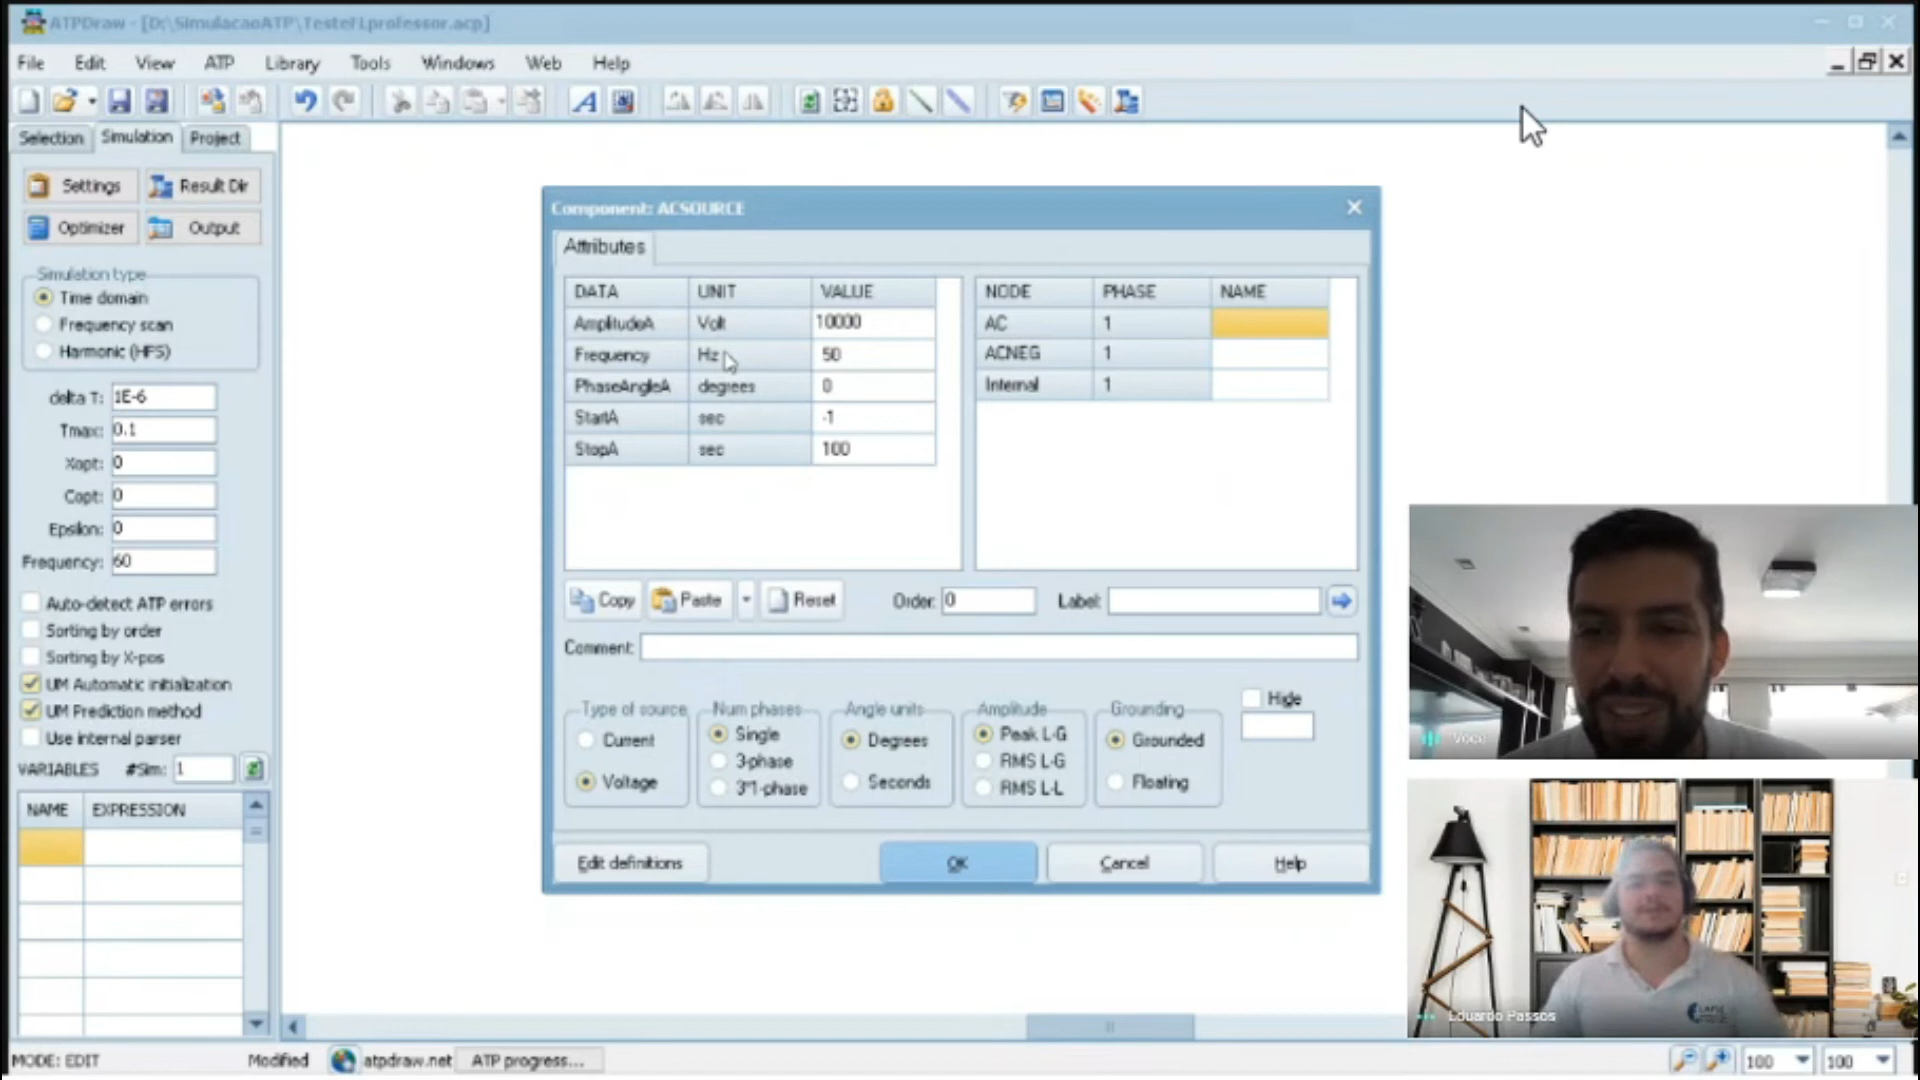 ATPDraw - [D:\SimulacaoATP\TesteFLprofessor.acp]
File Edit View ATP Library Tools Windows Web Help
Selection Simulation Project
Settings Result Dir
Optimizer Output
Simulation type
Time domain
Frequency scan
Harmonic (HFS)
delta T: 1E-6
Tmax: 0.1
Xopt: 0
Copt: 0
Epsilon: 0
Frequency: 60
Auto-detect ATP errors
Sorting by order
Sorting by X-pos
UM Automatic initialization
UM Prediction method
Use internal parser
VARIABLES #Sim: 1
NAME EXPRESSION
Component: ACSOURCE
Attributes
DATA UNIT VALUE
AmplitudeA Volt 10000
Frequency Hz 50
PhaseAngleA degrees 0
StartA sec -1
StopA sec 100
NODE PHASE NAME
AC 1
ACNEG 1
Internal 1
Copy Paste Reset Order: 0 Label:
Comment:
Type of source
Current
Voltage
Num phases
Single
3-phase
3*1-phase
Angle units
Degrees
Seconds
Amplitude
Peak L-G
RMS L-G
RMS L-L
Grounding
Grounded
Floating
Hide
Edit definitions OK Cancel Help
Você
Eduardo Passos
MODE: EDIT Modified atpdraw.net ATP progress... 100 100